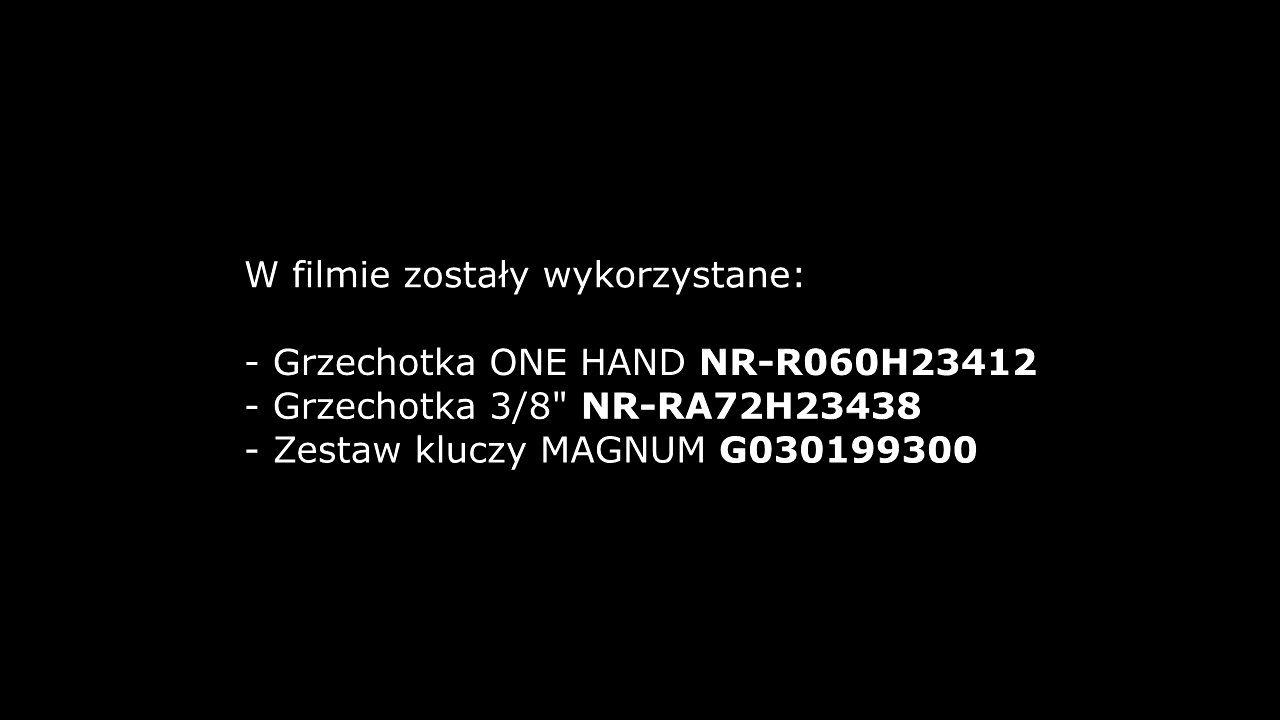 W filmie zostały wykorzystane:
- Grzechotka ONE HAND NR-R060H23412
- Grzechotka 3/8" NR-RA72H23438
- Zestaw kluczy MAGNUM G030199300